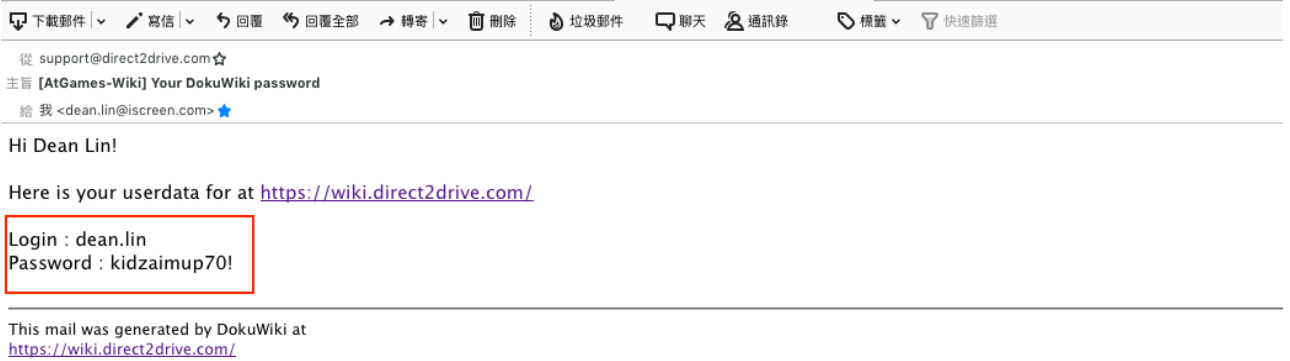 下載郵件 寫信 回覆 回覆全部 轉寄 刪除 垃圾郵件 聊天 通訊錄 標籤 快速篩選
從 support@direct2drive.com
主旨 [AtGames-Wiki] Your DokuWiki password
給 我 <dean.lin@iscreen.com>
Hi Dean Lin!
Here is your userdata for at https://wiki.direct2drive.com/
Login : dean.lin
Password : kidzaimup70!
This mail was generated by DokuWiki at
https://wiki.direct2drive.com/